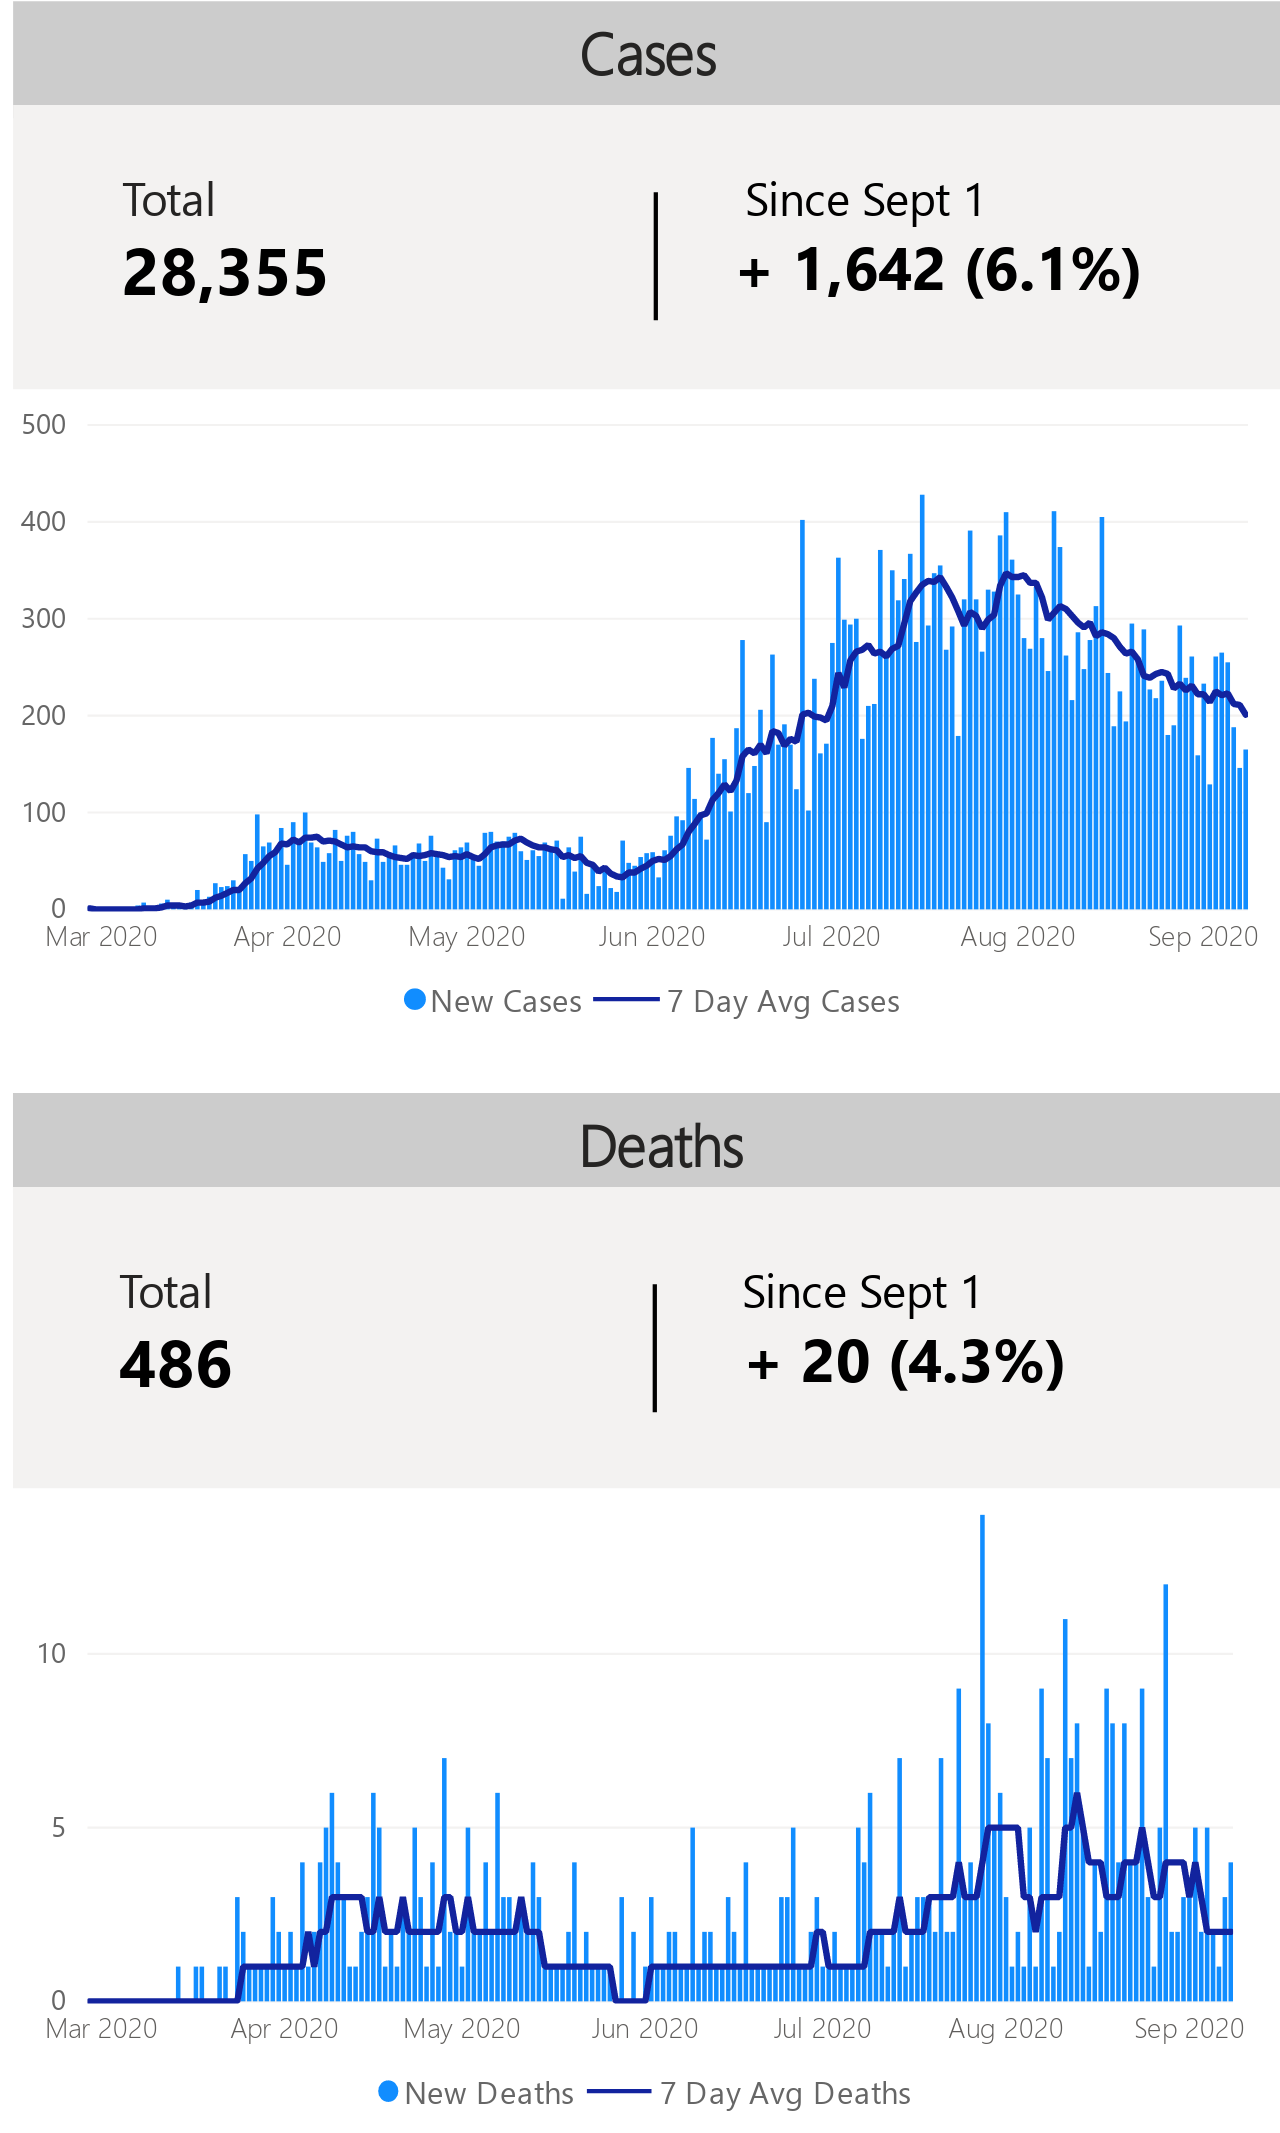 Cases
Total
Since Sept 1
28,355
+ 1,642 (6.1%)
500
400
300
200
100
0
Mar 2020 Apr 2020 May 2020 Jun 2020 Jul 2020 Aug 2020 Sep 2020
New Cases 7 Day Avg Cases
Deaths
Total
Since Sept 1
486
+ 20 (4.3%)
10
5
0
Mar 2020 Apr 2020 May 2020 Jun 2020 Jul 2020 Aug 2020 Sep 2020
New Deaths 7 Day Avg Deaths